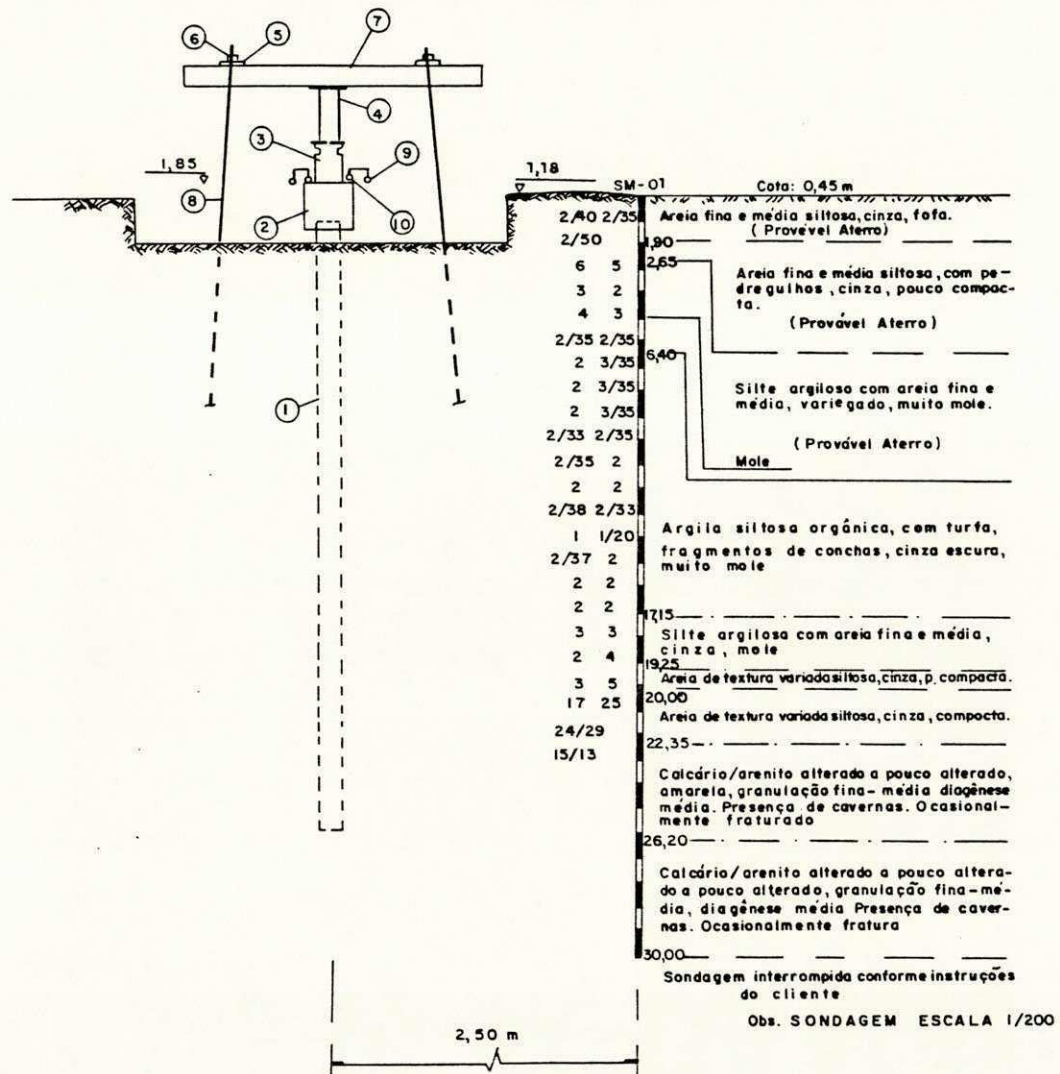 6
5
7
4
3
9
1,85
1,18
8
2
10
1
SM-01
Cota: 0,45 m
2/40 2/35
Areia fina e média siltosa, cinza, fofa.
( Provével Aterro)
2/50
1,90
6 5
2,65
Areia fina e média siltosa, com pe-
dregulhos, cinza, pouco compac-
ta.
3 2
4 3
(Provável Aterro)
2/35 2/35
6,40
2 3/35
2 3/35
2 3/35
Silte argiloso com areia fina e
média, variegado, muito mole.
(Provável Aterro)
2/33 2/35
2/35 2
Mole
2 2
2/38 2/33
1 1/20
Argila siltosa orgânica, com turfa,
fragmentos de conchas, cinza escura,
muito mole
2/37 2
2 2
2 2
17,15
3 3
2 4
Silte argilosa com areia fina e média,
cinza, mole
19,25
3 5
Areia de textura variada siltosa, cinza, p. compacta.
20,00
17 25
Areia de textura variada siltosa, cinza, compocta.
24/29
22,35
15/13
Calcário/arenito alterado a pouco alterado,
amarela, granulação fina-média diagênese
média. Presença de cavernas. Ocasional-
mente fraturado
26,20
Calcário/arenito alterado a pouco altera-
do a pouco alterado, granulação fina-mé-
dia, diagênese média Presença de caver-
nas. Ocasionalmente fratura
30,00
Sondagem interrompida conforme instruções
do cliente
Obs. SONDAGEM ESCALA 1/200
2,50 m